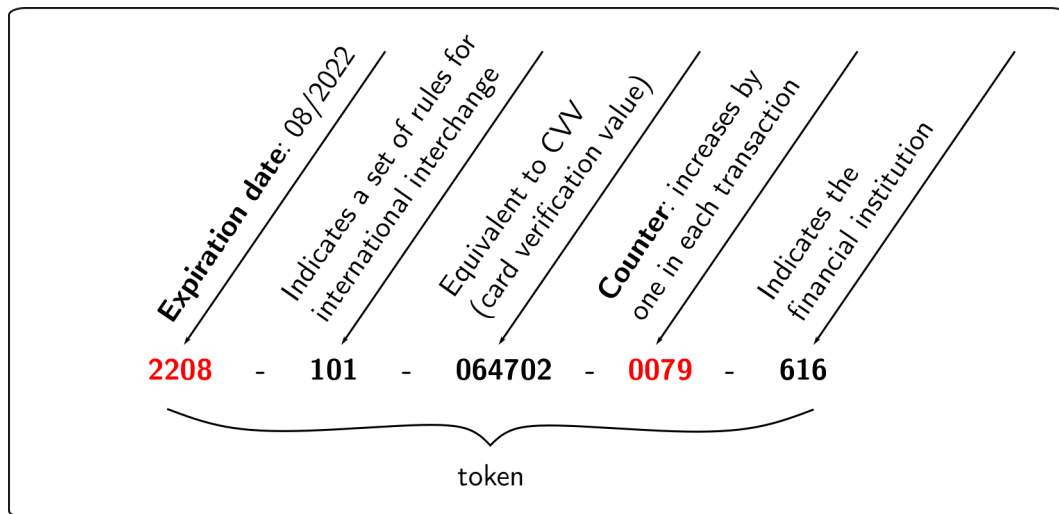 Expiration date: 08/2022
Indicates a set of rules for
international interchange
Equivalent to CVV
(card verification value)
Counter: increases by
one in each transaction
Indicates the
financial institution
2208 - 101 - 064702 - 0079 - 616
token